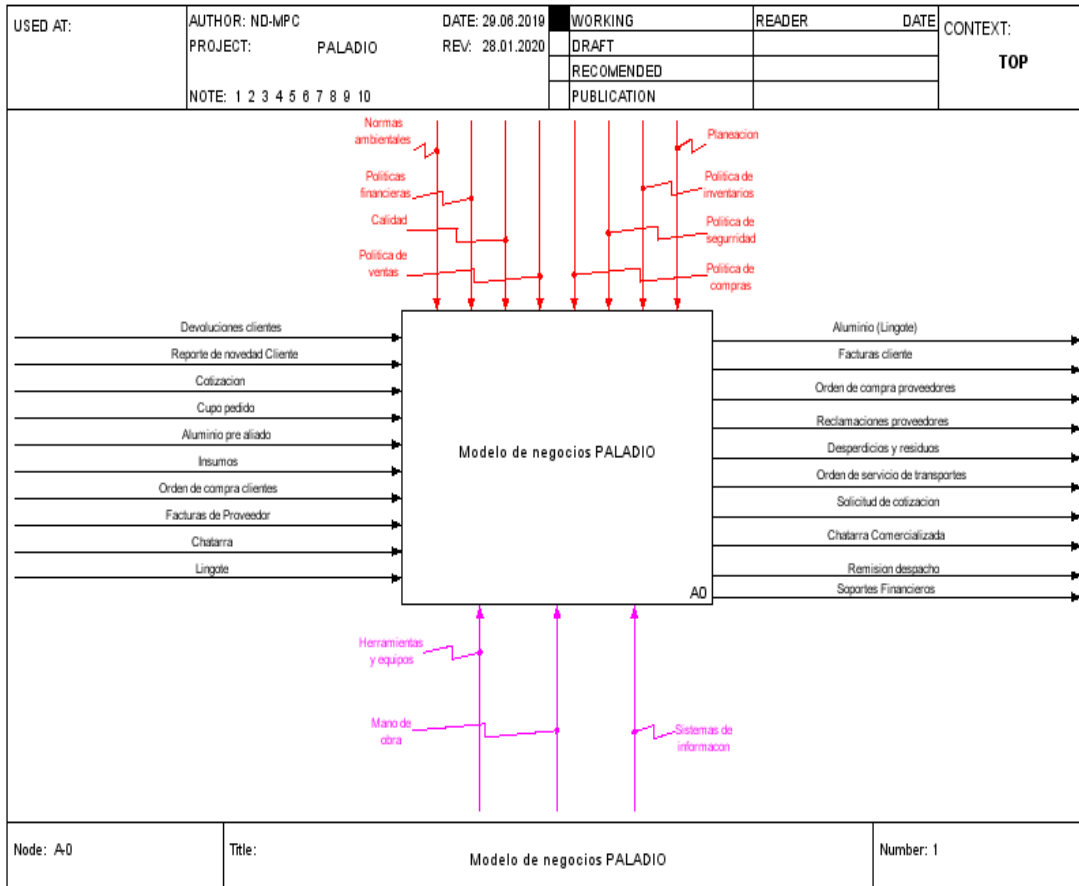 USED AT:
AUTHOR: ND-MPC
DATE: 29.06.2019
PROJECT: PALADIO
REV: 28.01.2020
NOTE: 1 2 3 4 5 6 7 8 9 10
WORKING
DRAFT
RECOMENDED
PUBLICATION
READER
DATE
CONTEXT:
TOP
Normas
ambientales
Politicas
financieras
Calidad
Politica de
ventas
Planeacion
Politica de
inventarios
Politica de
segurridad
Politica de
compras
Devoluciones clientes
Reporte de novedad Cliente
Cotizacion
Cupo pedido
Aluminio pre aliado
Insumos
Orden de compra clientes
Facturas de Proveedor
Chatarra
Lingote
Modelo de negocios PALADIO
A0
Aluminio (Lingote)
Facturas cliente
Orden de compra proveedores
Reclamaciones proveedores
Desperdicios y residuos
Orden de servicio de transportes
Solicitud de cotizacion
Chatarra Comercializada
Remision despacho
Soportes Financieros
Herramientas
y equipos
Mano de
obra
Sistemas de
informacon
Node: A-0
Title:
Modelo de negocios PALADIO
Number: 1